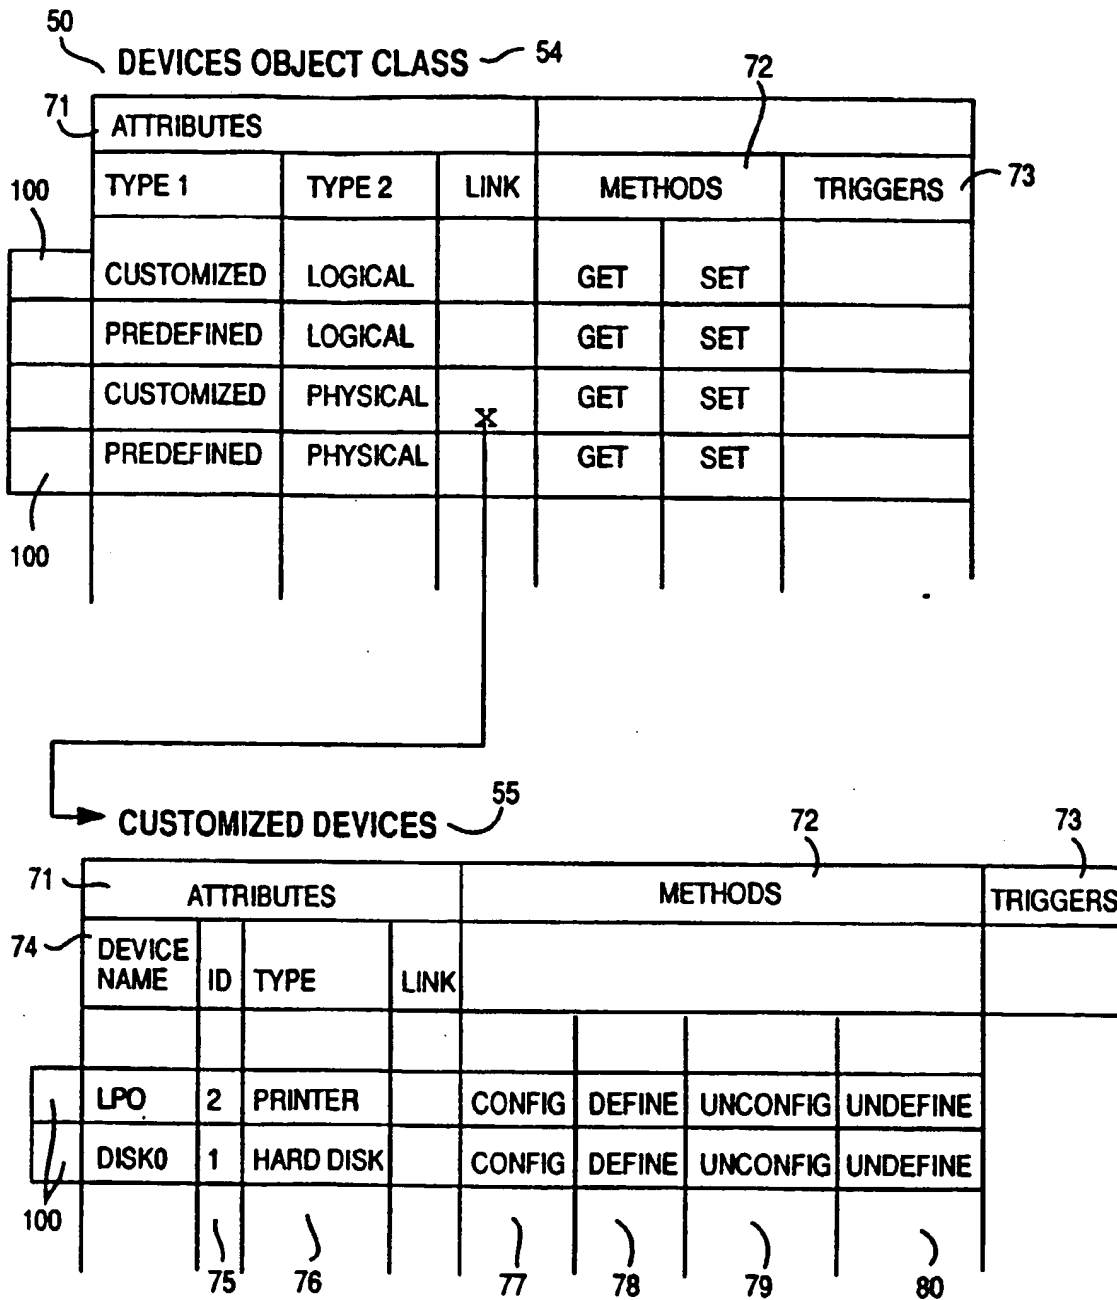 50
DEVICES OBJECT CLASS 54
72
71 ATTRIBUTES
TYPE 1 TYPE 2 LINK METHODS TRIGGERS 73
100
CUSTOMIZED LOGICAL GET SET
PREDEFINED LOGICAL GET SET
CUSTOMIZED PHYSICAL X GET SET
PREDEFINED PHYSICAL GET SET
100
CUSTOMIZED DEVICES 55
72 73
71 ATTRIBUTES METHODS TRIGGERS
74 DEVICE
NAME ID TYPE LINK
LPO 2 PRINTER CONFIG DEFINE UNCONFIG UNDEFINE
DISK0 1 HARD DISK CONFIG DEFINE UNCONFIG UNDEFINE
100
75 76 77 78 79 80